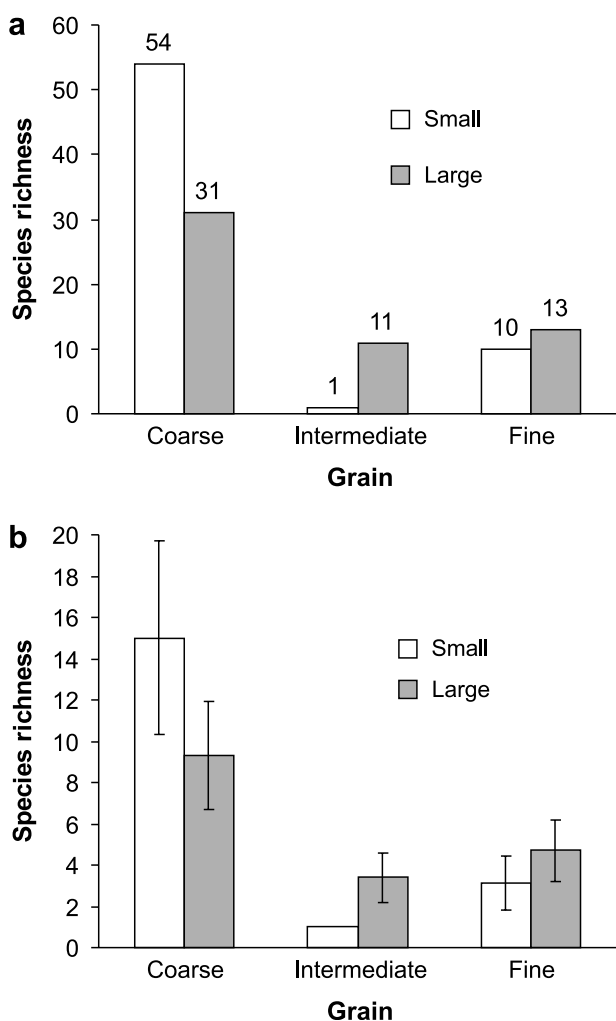 a
Species richness
60
50
40
30
20
10
0
54
31
1
11
10
13
Small
Large
Coarse Intermediate Fine
Grain
b
Species richness
20
18
16
14
12
10
8
6
4
2
0
Small
Large
Coarse Intermediate Fine
Grain